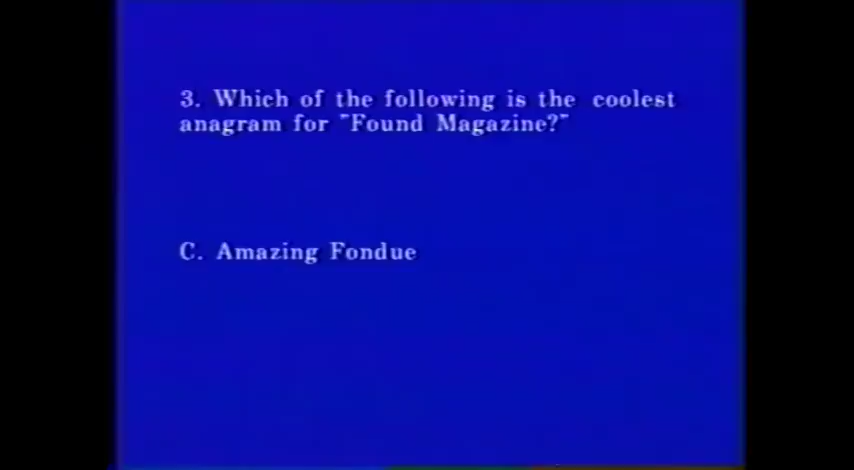 3. Which of the following is the coolest
anagram for "Found Magazine?"
C. Amazing Fondue